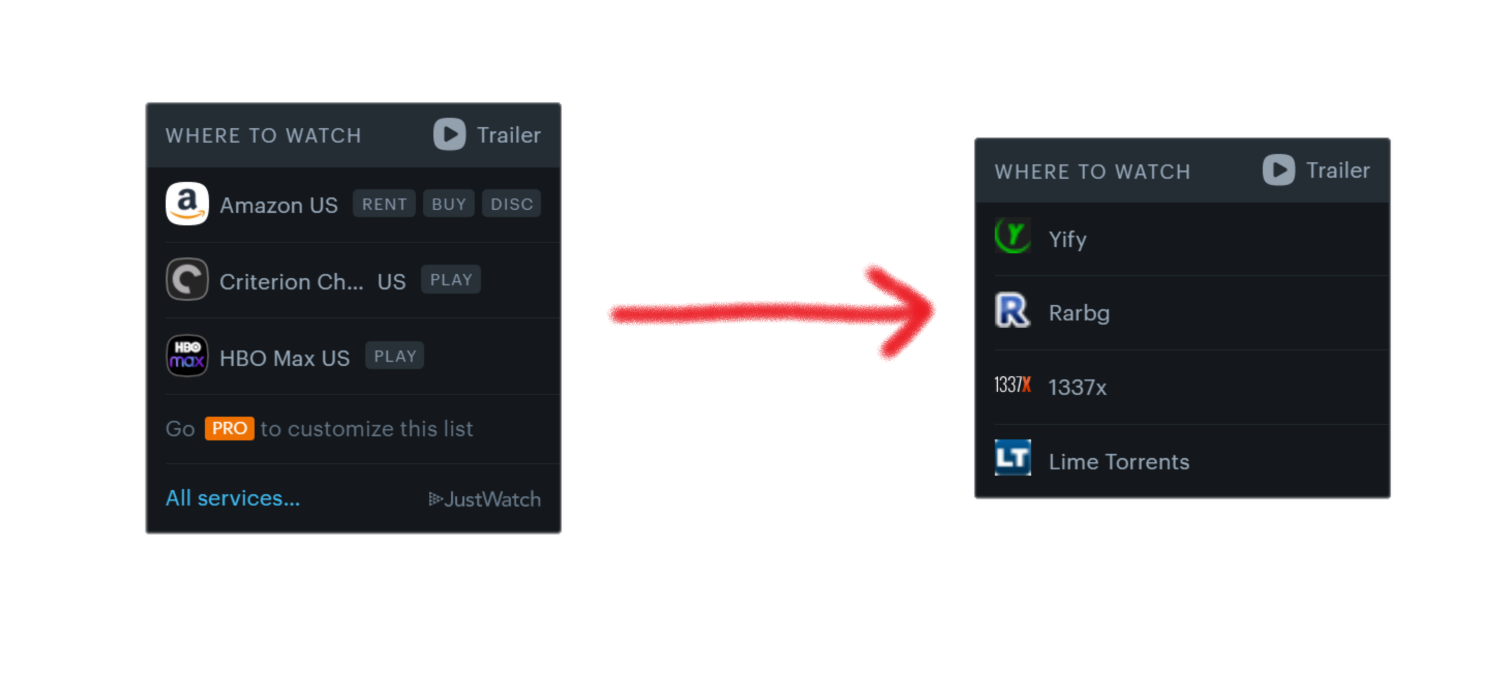 WHERE TO WATCH Trailer
a Amazon US RENT BUY DISC
Criterion Ch... US PLAY
HBO max HBO Max US PLAY
Go PRO to customize this list
All services... JustWatch
WHERE TO WATCH Trailer
Y Yify
R Rarbg
1337X 1337x
LT Lime Torrents